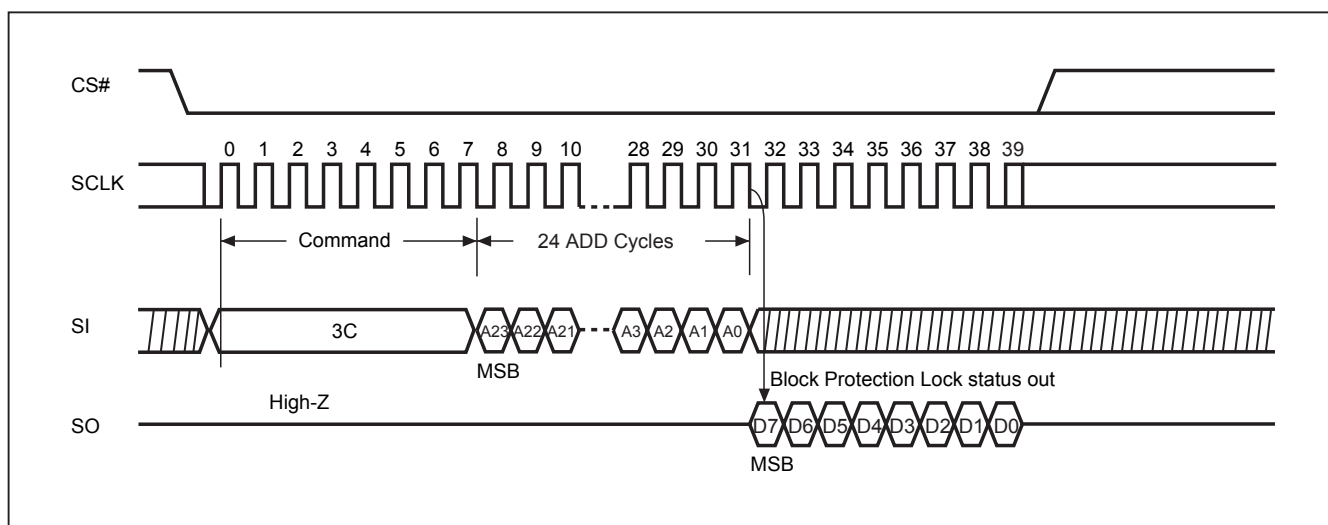 CS#
0 1 2 3 4 5 6 7 8 9 10 28 29 30 31 32 33 34 35 36 37 38 39
SCLK
Command 24 ADD Cycles
SI 3C A23 A22 A21 A3 A2 A1 A0
MSB
Block Protection Lock status out
High-Z
SO D7 D6 D5 D4 D3 D2 D1 D0
MSB